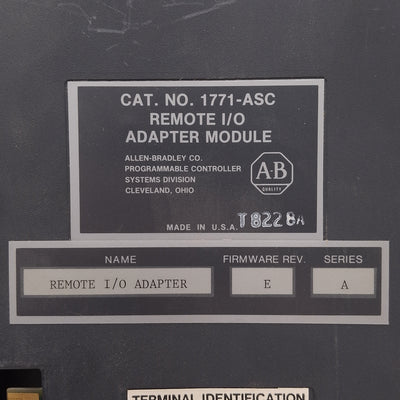 CAT. NO. 1771-ASC
REMOTE I/O
ADAPTER MODULE
ALLEN-BRADLEY CO.
PROGRAMMABLE CONTROLLER
SYSTEMS DIVISION
CLEVELAND, OHIO
A·B
QUALITY
MADE IN U.S.A.
T8228A
NAME
FIRMWARE REV.
SERIES
REMOTE I/O ADAPTER
E
A
TERMINAL IDENTIFICATION